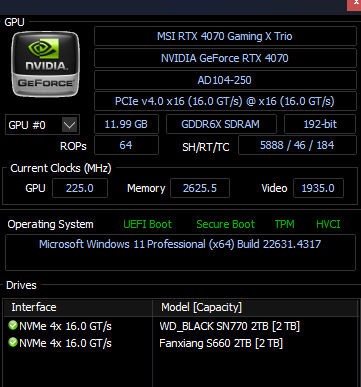 GPU
NVIDIA
GEFORCE
MSI RTX 4070 Gaming X Trio
NVIDIA GeForce RTX 4070
AD104-250
PCIe v4.0 x16 (16.0 GT/s) @ x16 (16.0 GT/s)
GPU #0 11.99 GB GDDR6X SDRAM 192-bit
ROPs 64 SH/RT/TC 5888 / 46 / 184
Current Clocks (MHz)
GPU 225.0 Memory 2625.5 Video 1935.0
Operating System UEFI Boot Secure Boot TPM HVCI
Microsoft Windows 11 Professional (x64) Build 22631.4317
Drives
Interface Model [Capacity]
NVMe 4x 16.0 GT/s WD_BLACK SN770 2TB [2 TB]
NVMe 4x 16.0 GT/s Fanxiang S660 2TB [2 TB]